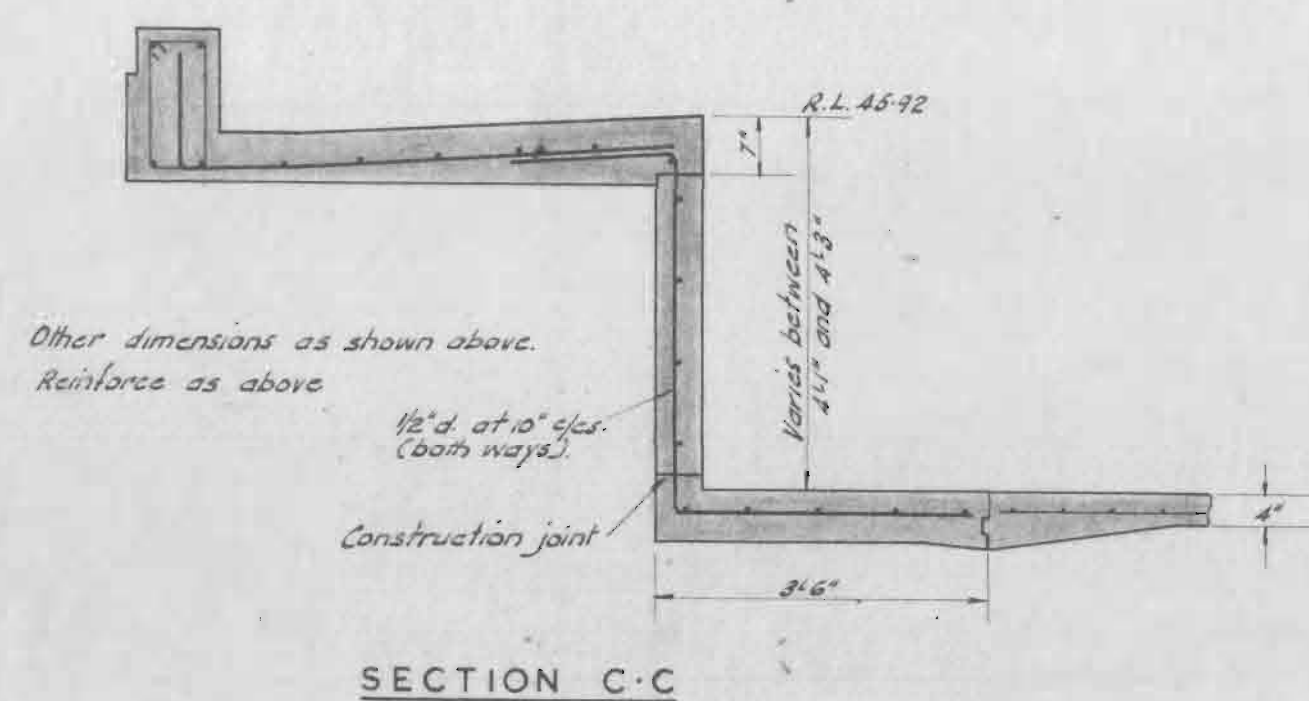 R.L. 45·92
7"
Varies between
4'-1" and 4'-3"
Other dimensions as shown above.
Reinforce as above
1/2" d. at 10" c/cs.
(both ways).
Construction joint
4"
3'-6"
SECTION C·C